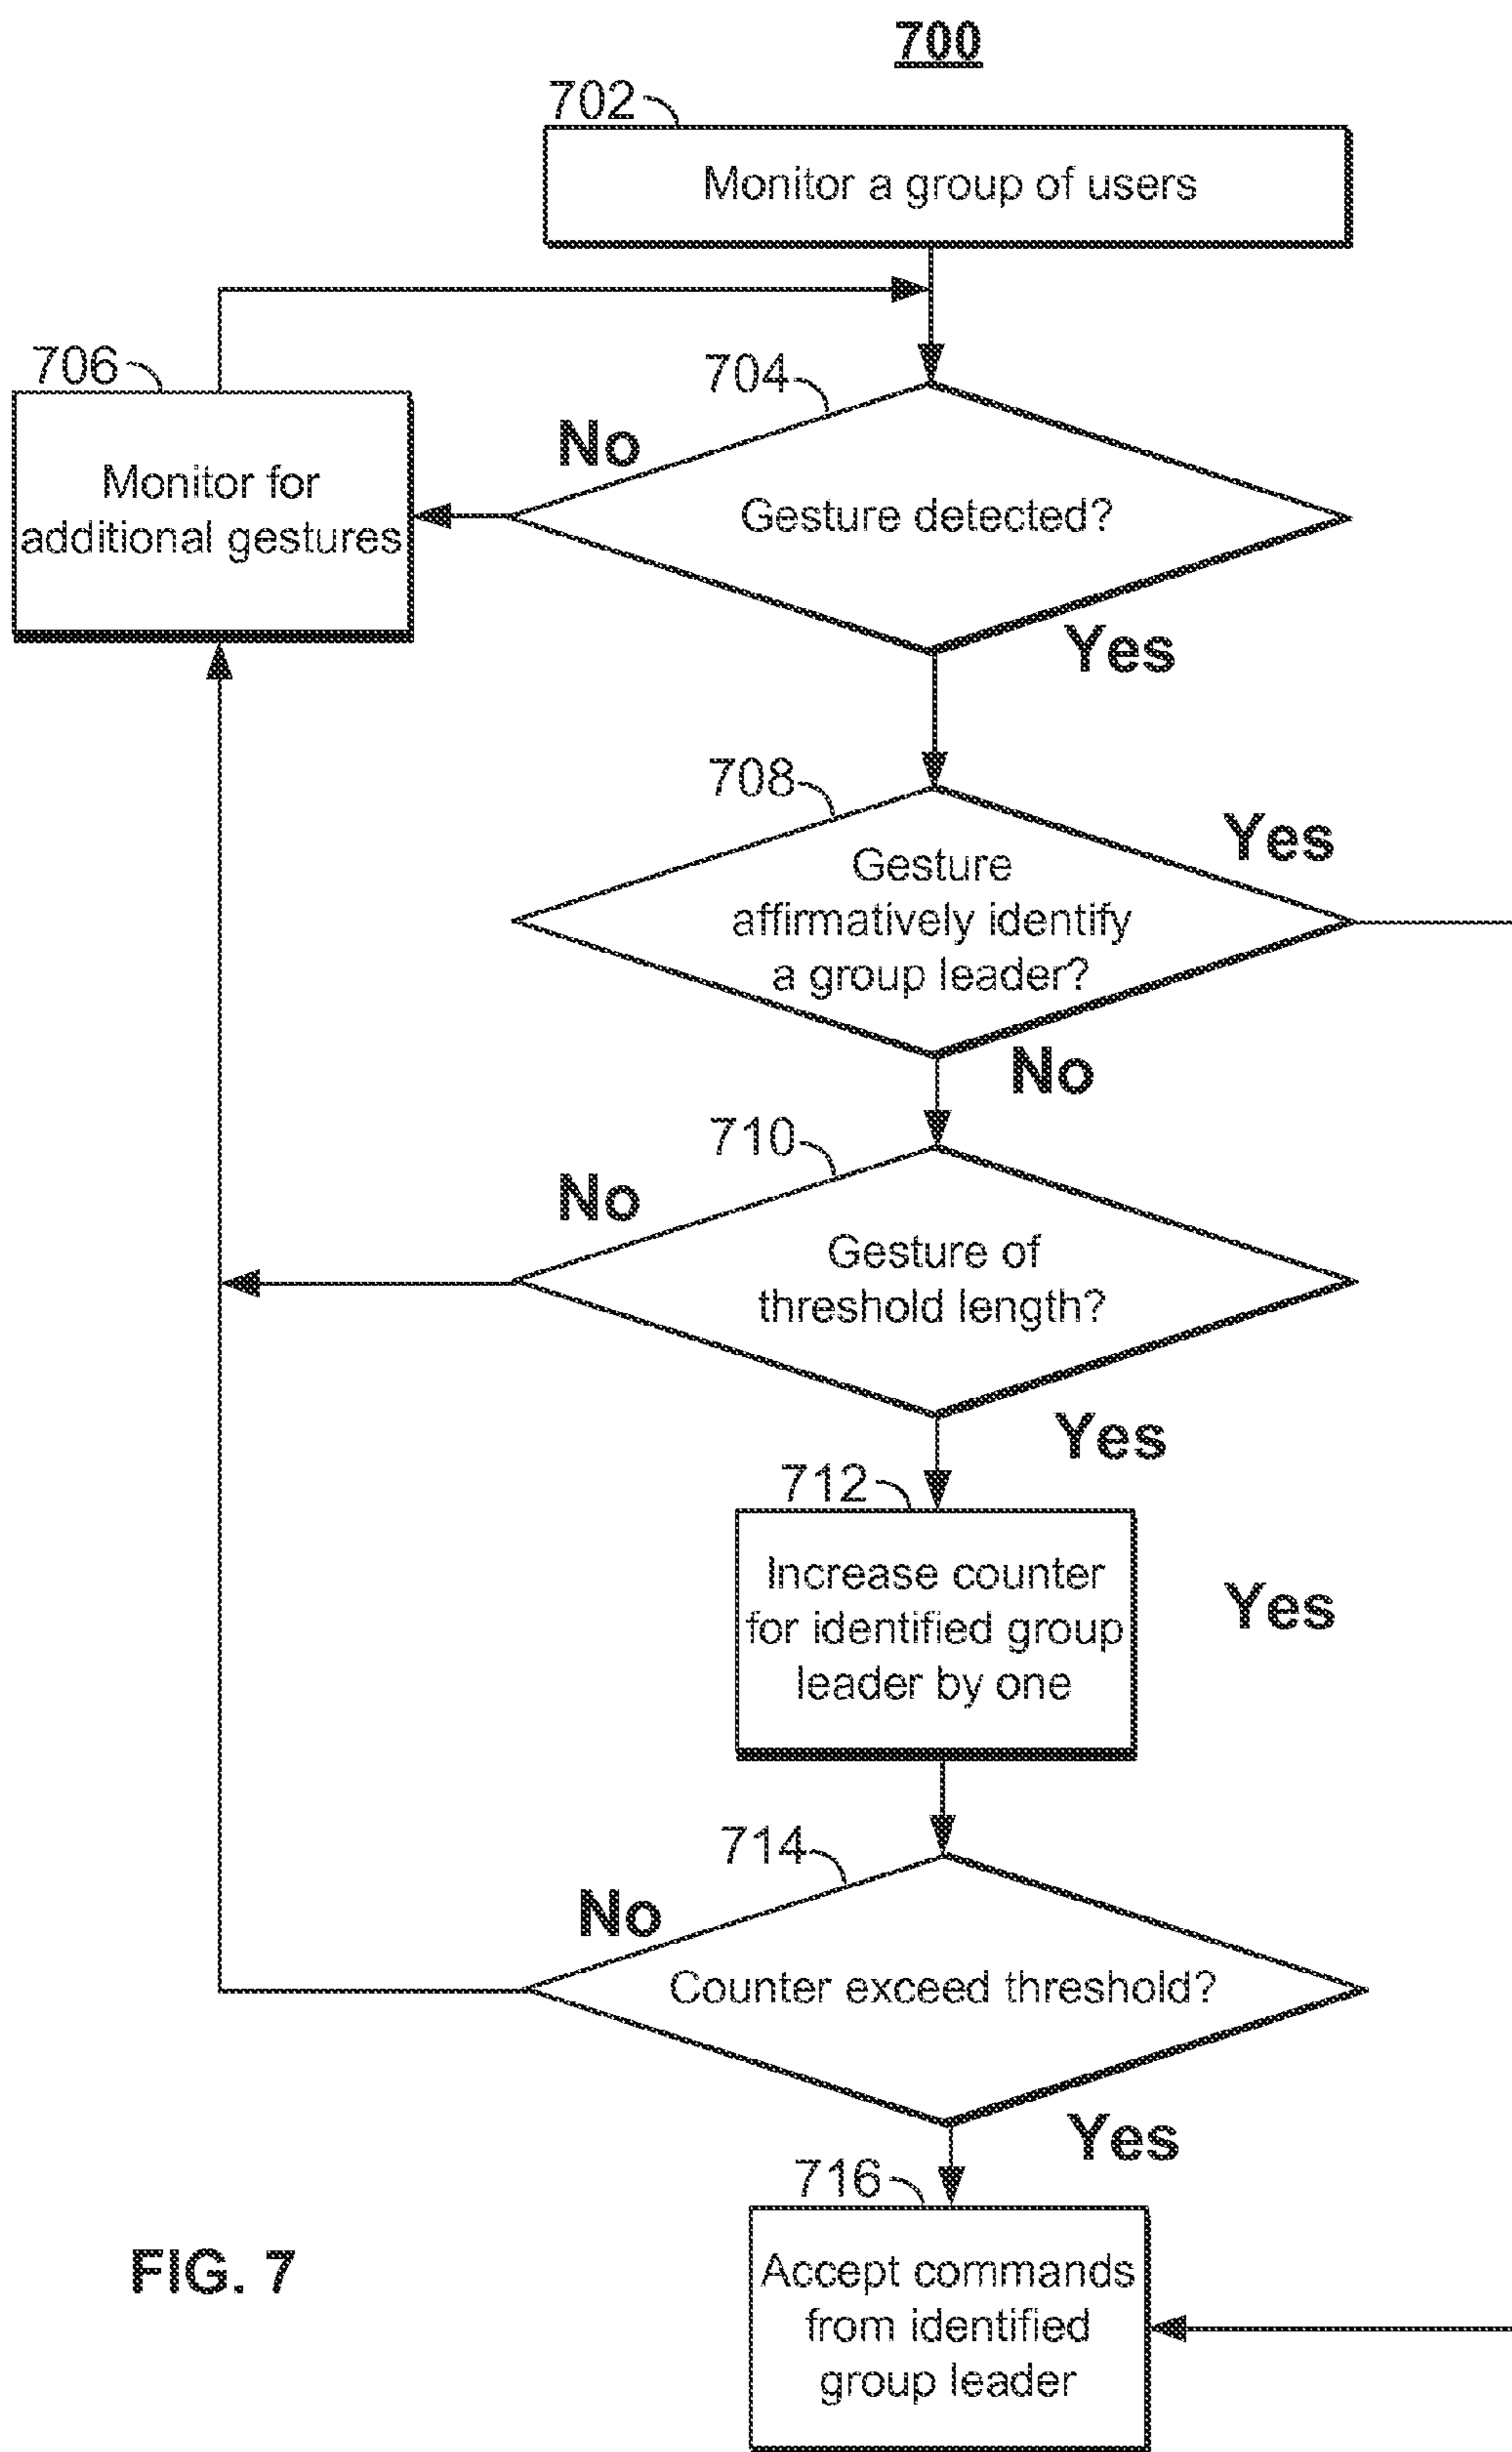 700
702
Monitor a group of users
706
704
No
Monitor for
additional gestures
Gesture detected?
Yes
708
Yes
Gesture
affirmatively identify
a group leader?
No
710
No
Gesture of
threshold length?
Yes
712
Increase counter
for identified group
leader by one
Yes
714
No
Counter exceed threshold?
Yes
716
Accept commands
from identified
group leader
FIG. 7